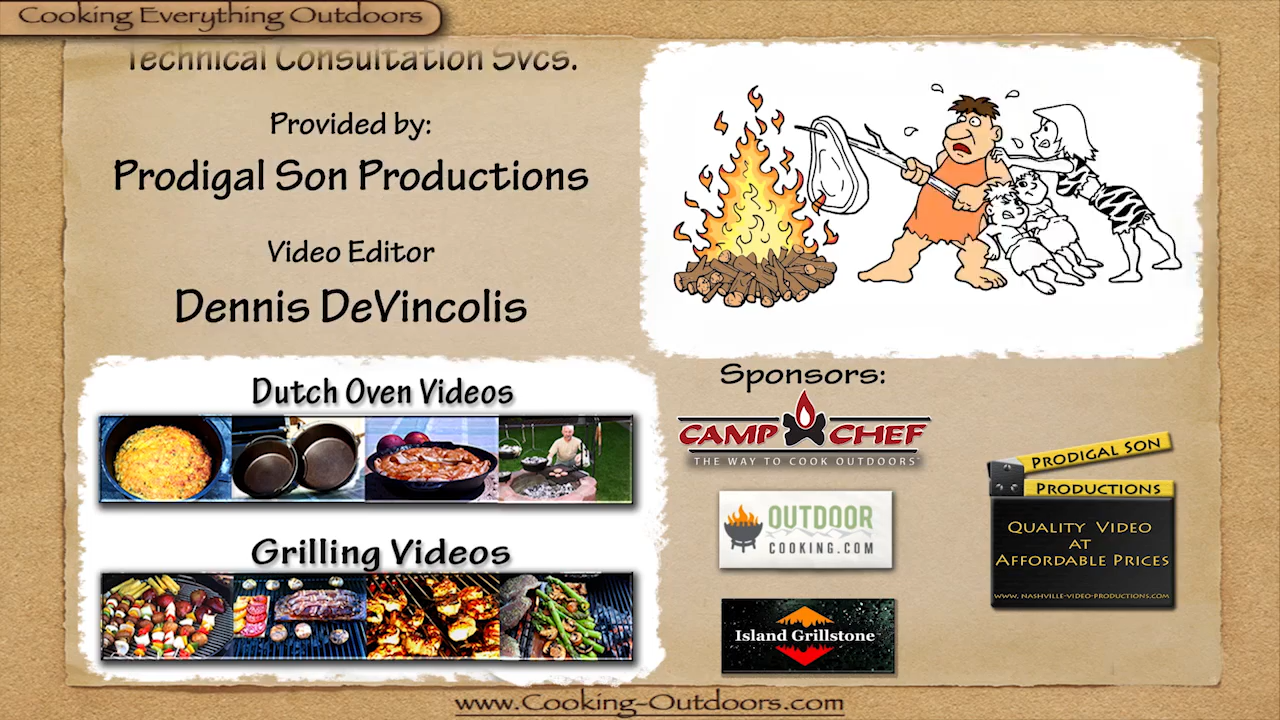 Cooking Everything Outdoors
Technical Consultation Svcs.
Provided by:
Prodigal Son Productions
Video Editor
Dennis DeVincolis
Dutch Oven Videos
Grilling Videos
Sponsors:
CAMP CHEF
THE WAY TO COOK OUTDOORS
OUTDOOR
COOKING.COM
Island Grillstone
PRODIGAL SON
PRODUCTIONS
QUALITY VIDEO
AT
AFFORDABLE PRICES
WWW. NASHVILLE-VIDEO-PRODUCTIONS.COM
www.Cooking-Outdoors.com